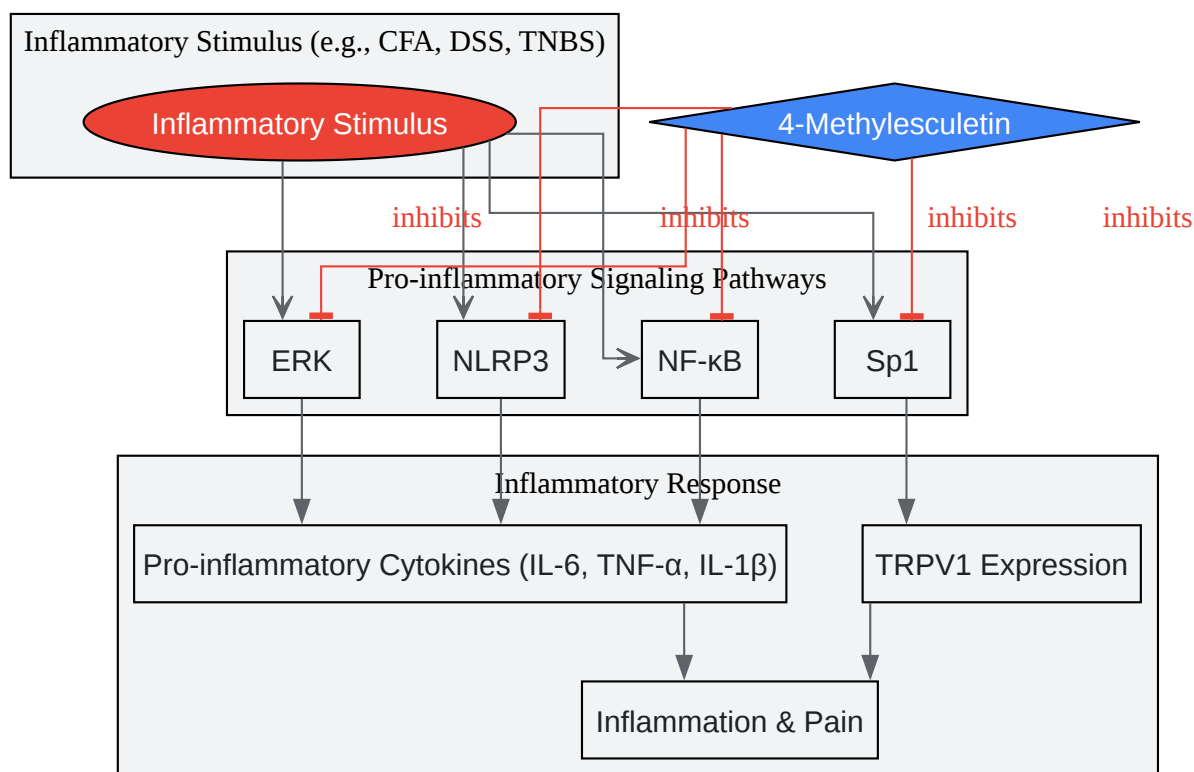 Inflammatory Stimulus (e.g., CFA, DSS, TNBS)
Inflammatory Stimulus
4-Methylesculetin
inhibits
inhibits
inhibits
inhibits
Pro-inflammatory Signaling Pathways
ERK
NLRP3
NF-κB
Sp1
Inflammatory Response
Pro-inflammatory Cytokines (IL-6, TNF-α, IL-1β)
TRPV1 Expression
Inflammation & Pain